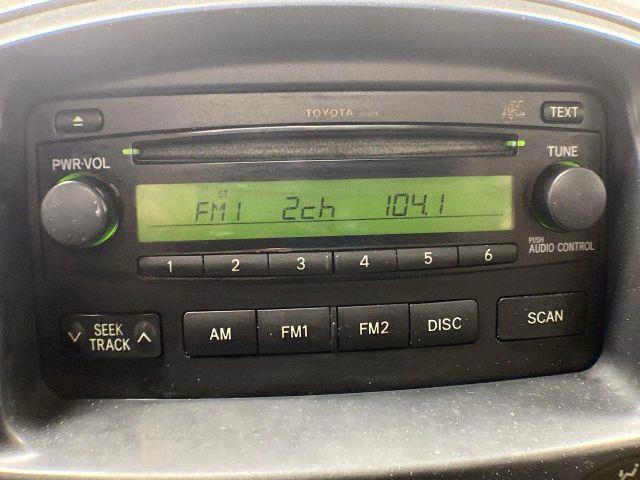 TOYOTA
TEXT
PWR·VOL
TUNE
ST
FM1 2ch 104.1
PUSH
AUDIO CONTROL
1 2 3 4 5 6
SEEK
TRACK
AM FM1 FM2 DISC SCAN